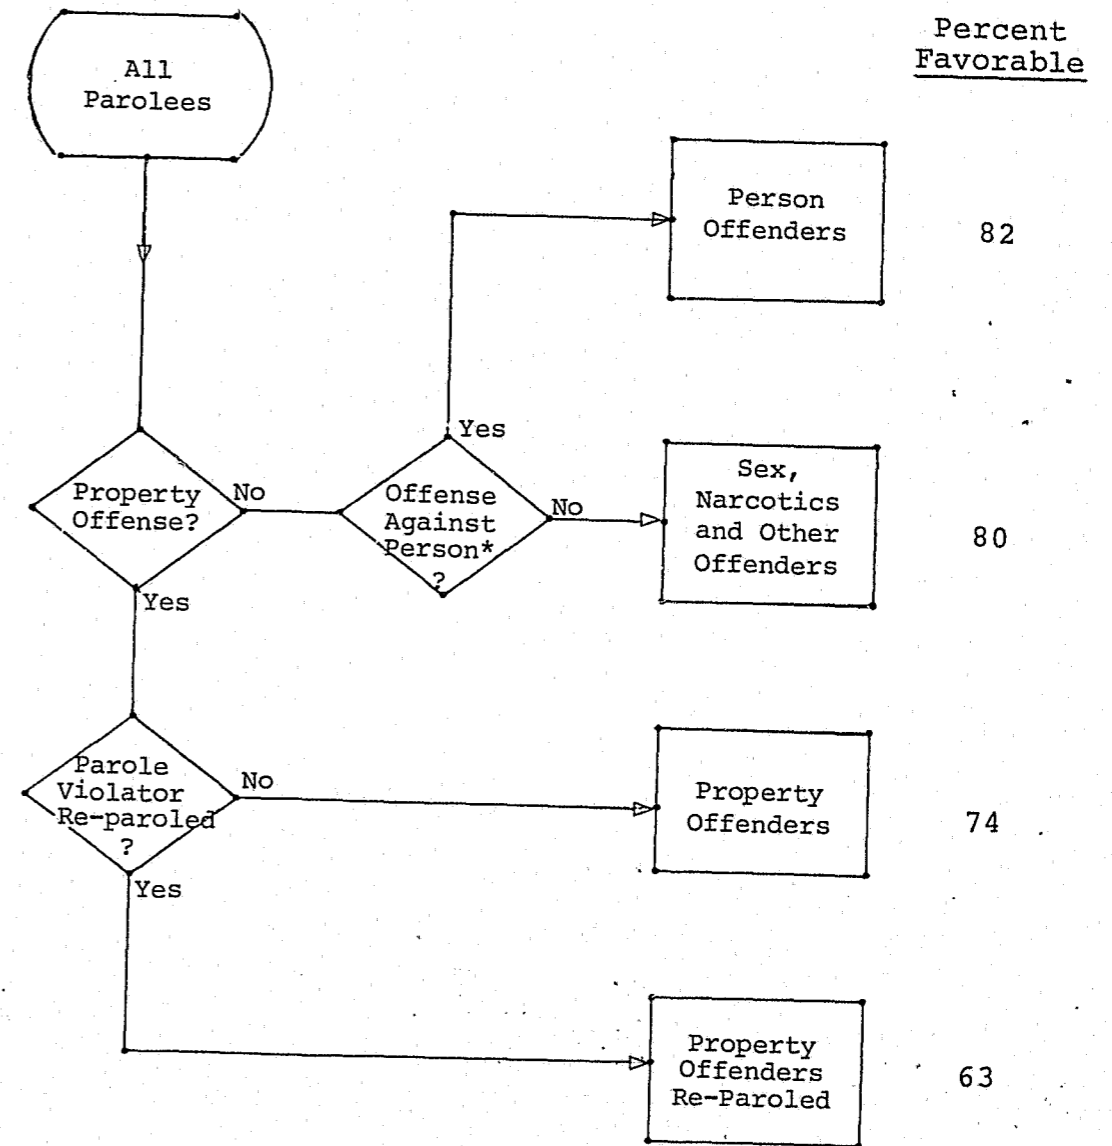 Percent
Favorable
All
Parolees
Person
Offenders
82
Yes
Property
Offense?
No
Offense
Against
Person*
?
No
Sex,
Narcotics
and Other
Offenders
80
Yes
Parole
Violator
Re-paroled
?
No
Property
Offenders
74
Yes
Property
Offenders
Re-Paroled
63